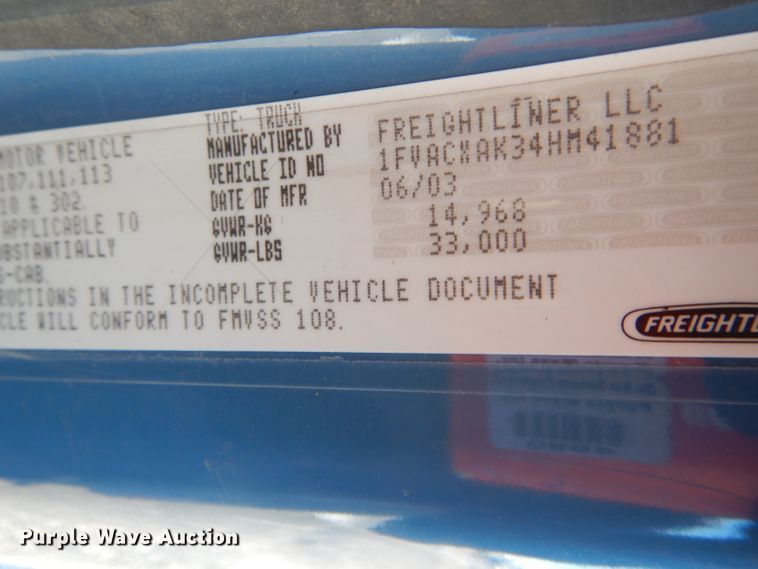 TYPE: TRUCK
MOTOR VEHICLE MANUFACTURED BY FREIGHTLINER LLC
107,111,113 VEHICLE ID NO 1FVACXAK34HM41881
10 & 302. DATE OF MFR 06/03
APPLICABLE TO GVWR-KG 14,968
UBSTANTIALLY GVWR-LBS 33,000
S-CAB.
RUCTIONS IN THE INCOMPLETE VEHICLE DOCUMENT
CLE WILL CONFORM TO FMVSS 108.
FREIGHTL
Purple Wave Auction